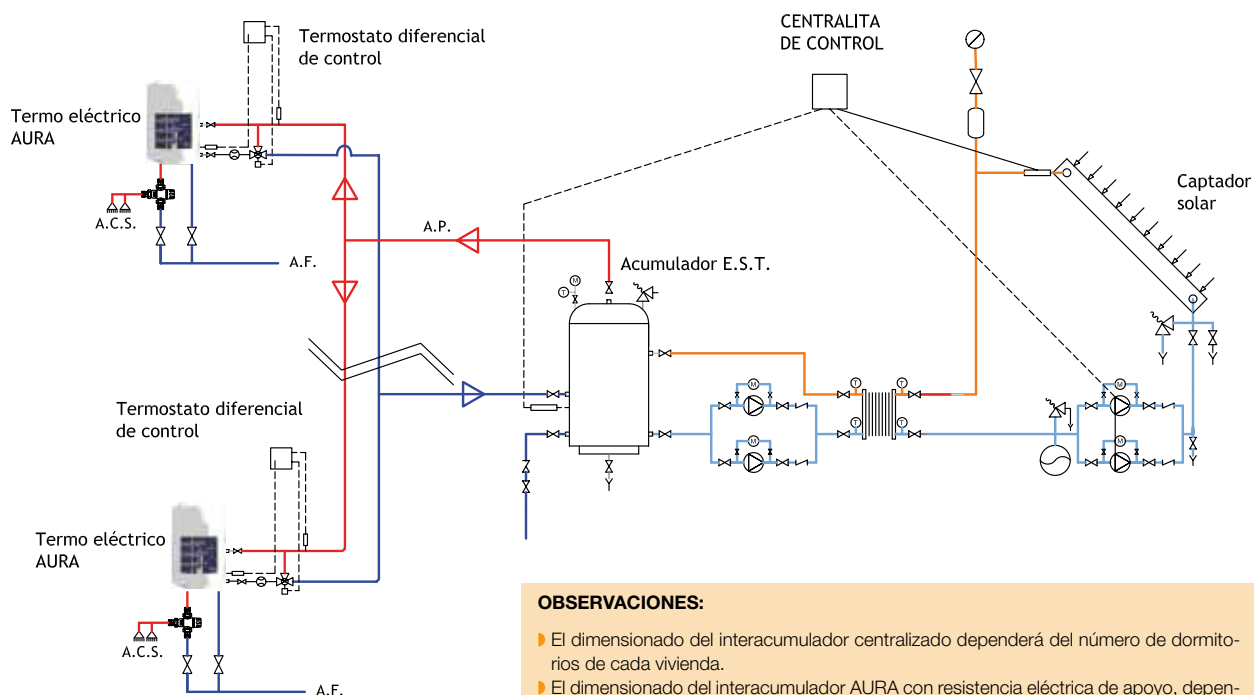 CENTRALITA
DE CONTROL
Termostato diferencial
de control
Termo eléctrico
AURA
Captador
solar
A.C.S.
A.P.
A.F.
Acumulador E.S.T.
M
T
T
T
M
M
T
T
M
M
Termostato diferencial
de control
Termo eléctrico
AURA
A.C.S.
A.F.
OBSERVACIONES:
El dimensionado del interacumulador centralizado dependerá del número de dormito-
rios de cada vivienda.
El dimensionado del interacumulador AURA con resistencia eléctrica de apoyo, depen-